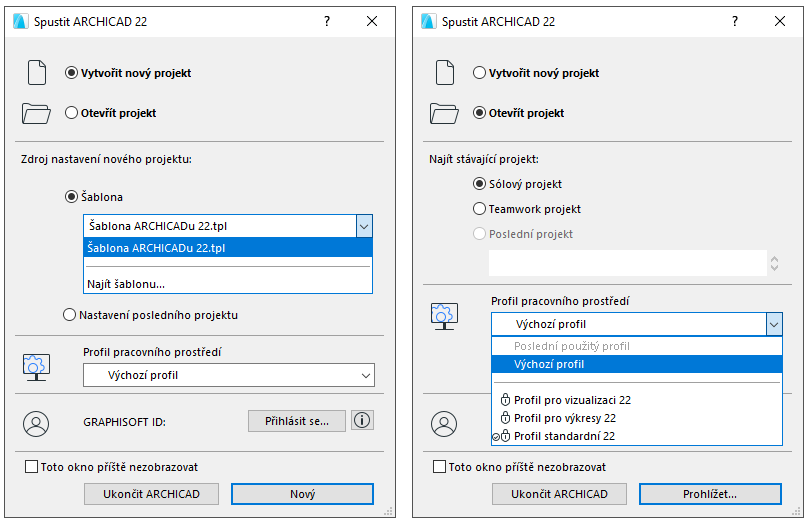 Spustit ARCHICAD 22
Vytvořit nový projekt
Otevřít projekt
Zdroj nastavení nového projektu:
Šablona
Šablona ARCHICADu 22.tpl
Šablona ARCHICADu 22.tpl
Najít šablonu...
Nastavení posledního projektu
Profil pracovního prostředí
Výchozí profil
GRAPHISOFT ID:
Přihlásit se...
Toto okno příště nezobrazovat
Ukončit ARCHICAD
Nový
Spustit ARCHICAD 22
Vytvořit nový projekt
Otevřít projekt
Najít stávající projekt:
Sólový projekt
Teamwork projekt
Poslední projekt
Profil pracovního prostředí
Výchozí profil
Poslední použitý profil
Výchozí profil
Profil pro vizualizaci 22
Profil pro výkresy 22
Profil standardní 22
Toto okno příště nezobrazovat
Ukončit ARCHICAD
Prohlížet...